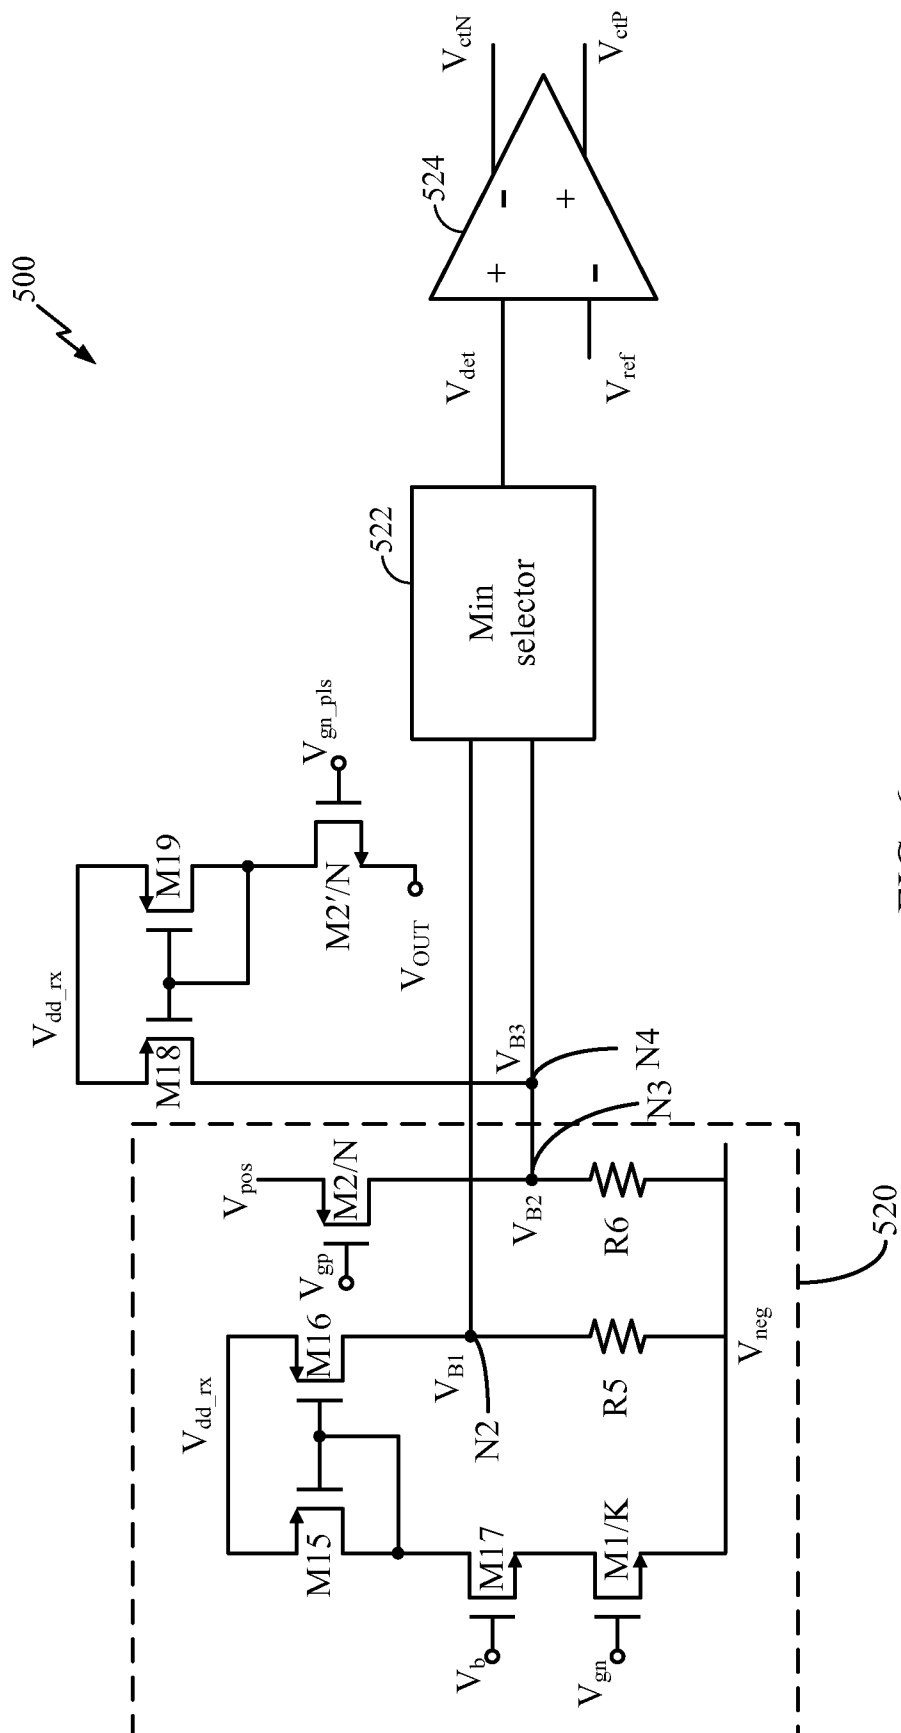 500
V_dd_rx
M15
M16
V_dd_rx
M18
M19
V_b
M17
V_gn
M1/K
V_gp
M2/N
V_pos
M2'/N
V_gn_pls
V_OUT
V_B1
N2
V_B2
N3
V_B3
N4
R5
R6
V_neg
520
522
Min
selector
V_det
V_ref
524
+
-
-
+
V_ctN
V_ctP